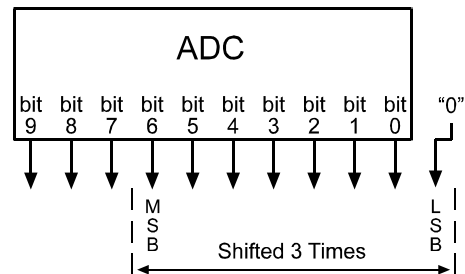 ADC
bit bit bit bit bit bit bit bit bit bit
9 8 7 6 5 4 3 2 1 0
“0”
MSB
LSB
Shifted 3 Times